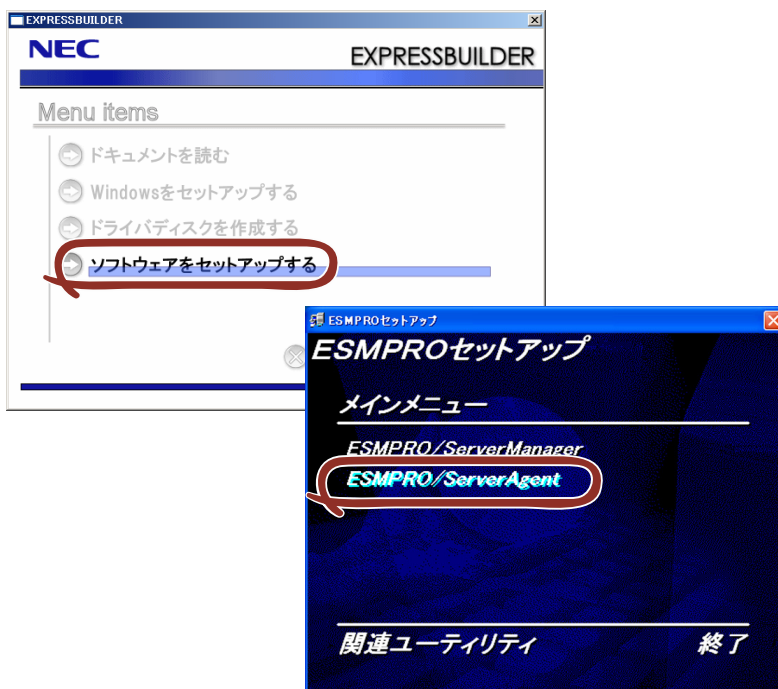 EXPRESSBUILDER
NEC
EXPRESSBUILDER
Menu items
ドキュメントを読む
Windowsをセットアップする
ドライバディスクを作成する
ソフトウェアをセットアップする
ESMPROセットアップ
ESMPROセットアップ
メインメニュー
ESMPRO/ServerManager
ESMPRO/ServerAgent
関連ユーティリティ
終了